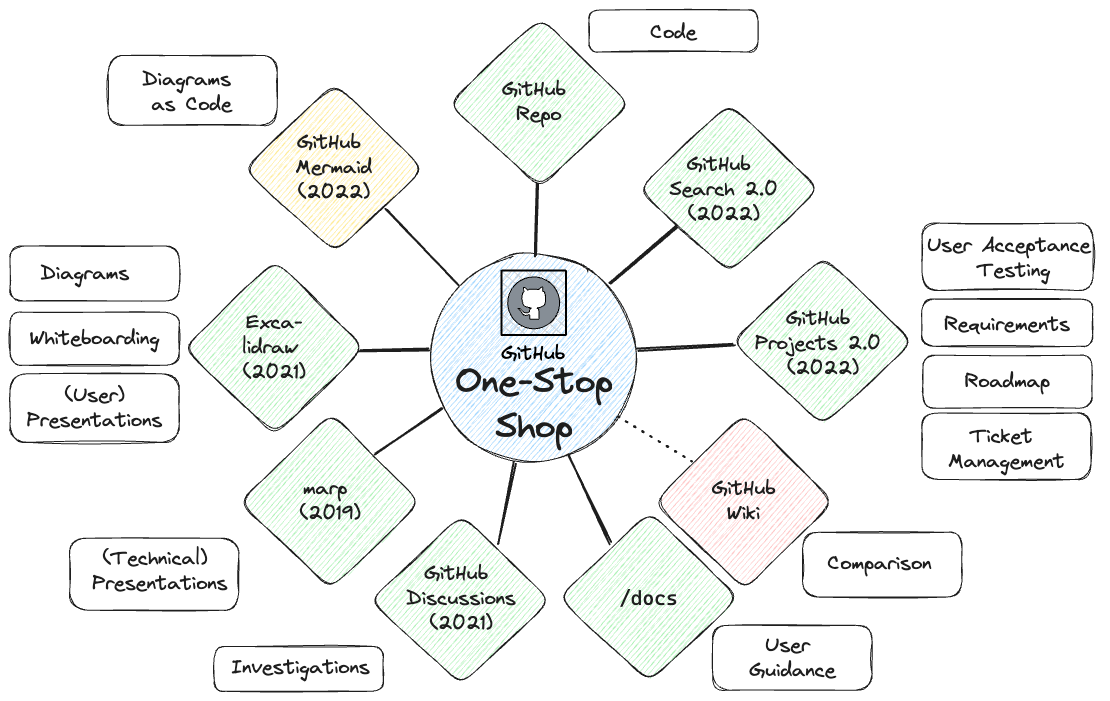 Code
GitHub
Repo
Diagrams
as Code
GitHub
Mermaid
(2022)
GitHub
Search 2.0
(2022)
User Acceptance
Testing
Requirements
Roadmap
Ticket
Management
GitHub
Projects 2.0
(2022)
Diagrams
Whiteboarding
(User)
Presentations
Exca-
lidraw
(2021)
GitHub
One-Stop
Shop
marp
(2019)
(Technical)
Presentations
GitHub
Discussions
(2021)
Investigations
/docs
User
Guidance
GitHub
Wiki
Comparison